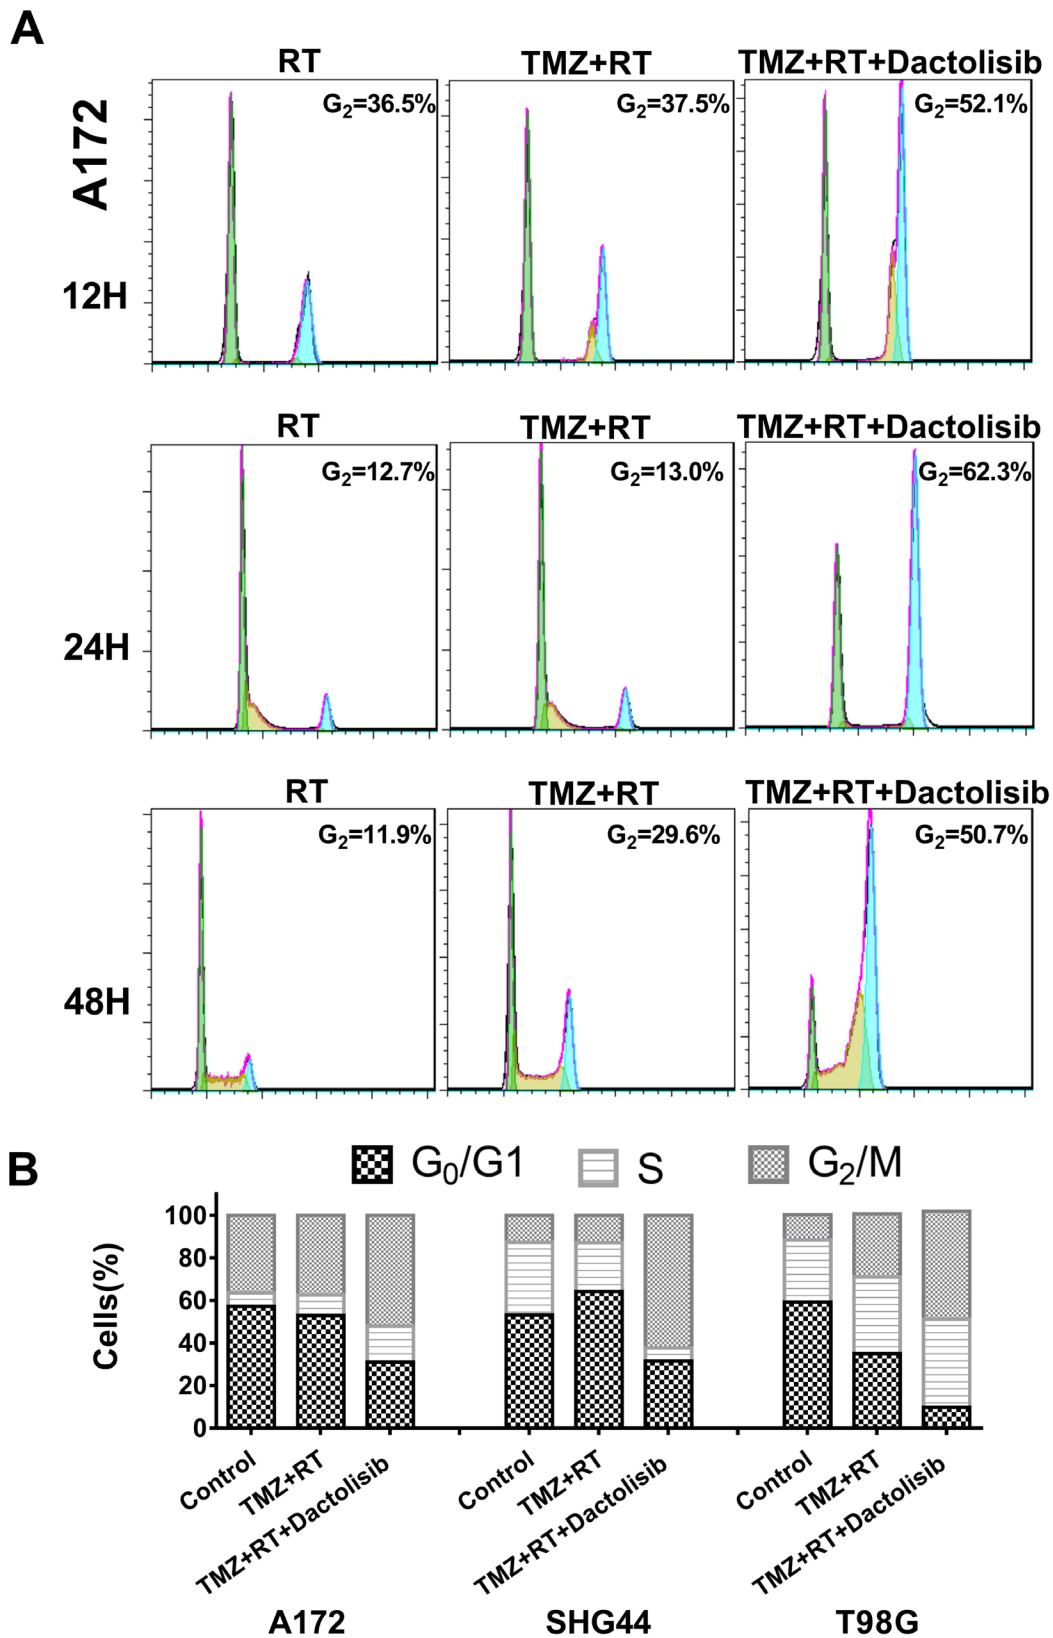 A
RT TMZ+RT TMZ+RT+Dactolisib
A172
12H
G₂=36.5% G₂=37.5% G₂=52.1%
RT TMZ+RT TMZ+RT+Dactolisib
24H
G₂=12.7% G₂=13.0% G₂=62.3%
RT TMZ+RT TMZ+RT+Dactolisib
48H
G₂=11.9% G₂=29.6% G₂=50.7%
B
G₀/G1 S G₂/M
Cells(%)
100
80
60
40
20
0
Control TMZ+RT TMZ+RT+Dactolisib Control TMZ+RT TMZ+RT+Dactolisib Control TMZ+RT TMZ+RT+Dactolisib
A172 SHG44 T98G